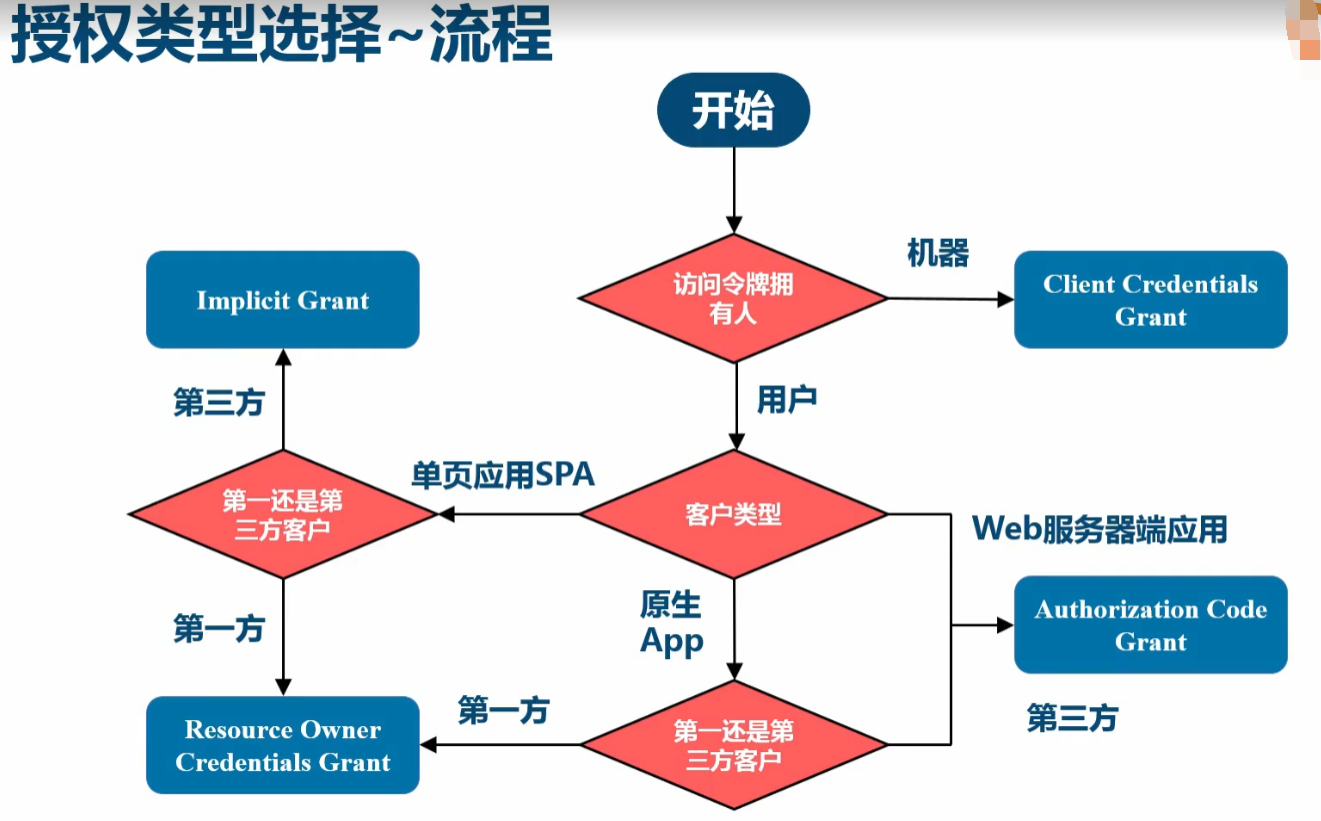 授权类型选择~流程
开始
访问令牌拥
有人
机器
Client Credentials
Grant
用户
Implicit Grant
第三方
单页应用SPA
第一还是第
三方客户
客户类型
Web服务器端应用
原生
App
Authorization Code
Grant
第一方
第一方
第三方
Resource Owner
Credentials Grant
第一还是第
三方客户